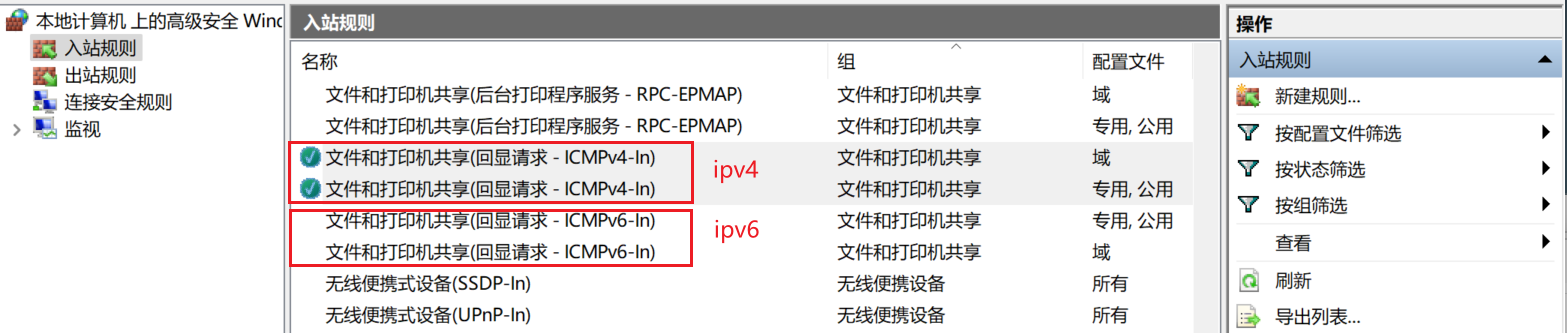 本地计算机 上的高级安全 Wind
入站规则
出站规则
连接安全规则
监视
入站规则
名称 组 配置文件
文件和打印机共享(后台打印程序服务 - RPC-EPMAP) 文件和打印机共享 域
文件和打印机共享(后台打印程序服务 - RPC-EPMAP) 文件和打印机共享 专用, 公用
文件和打印机共享(回显请求 - ICMPv4-In) 文件和打印机共享 域
文件和打印机共享(回显请求 - ICMPv4-In) 文件和打印机共享 专用, 公用
ipv4
文件和打印机共享(回显请求 - ICMPv6-In) 文件和打印机共享 专用, 公用
文件和打印机共享(回显请求 - ICMPv6-In) 文件和打印机共享 域
ipv6
无线便携式设备(SSDP-In) 无线便携设备 所有
无线便携式设备(UPnP-In) 无线便携设备 所有
操作
入站规则
新建规则...
按配置文件筛选
按状态筛选
按组筛选
查看
刷新
导出列表...